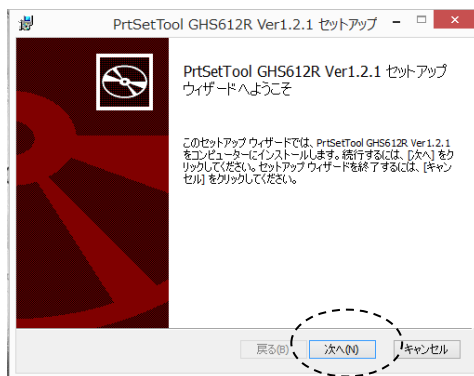 PrtSetTool GHS612R Ver1.2.1 セットアップ
PrtSetTool GHS612R Ver1.2.1 セットアップ
ウィザードへようこそ
このセットアップ ウィザードでは、PrtSetTool GHS612R Ver1.2.1
をコンピューターにインストールします。続行するには、[次へ] をク
リックしてください。セットアップ ウィザードを終了するには、[キャン
セル] をクリックしてください。
戻る(B)
次へ(N)
キャンセル